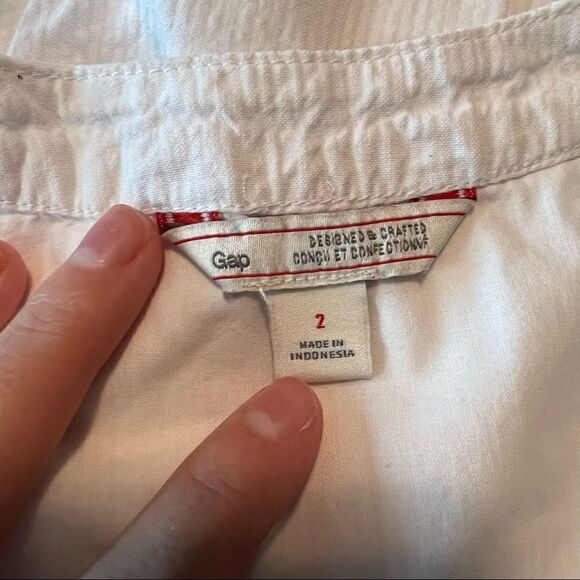 Gap
DESIGNED & CRAFTED
CONÇU ET CONFECTIONNÉ
2
MADE IN
INDONESIA